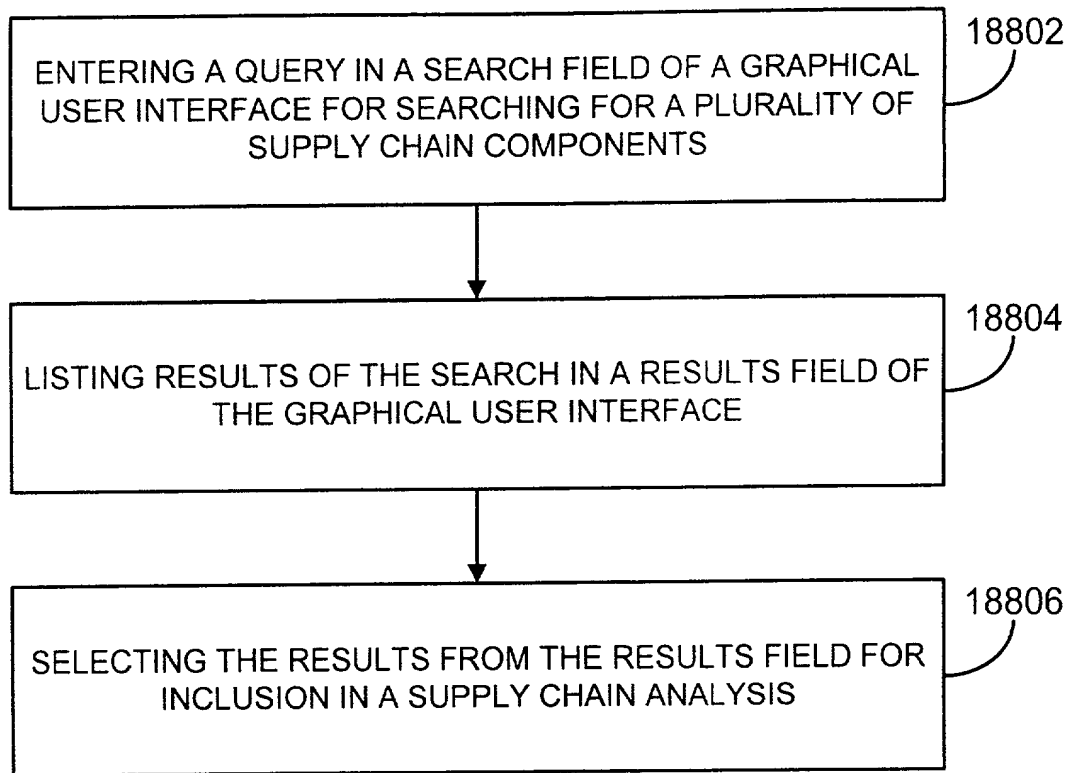 18802
ENTERING A QUERY IN A SEARCH FIELD OF A GRAPHICAL
USER INTERFACE FOR SEARCHING FOR A PLURALITY OF
SUPPLY CHAIN COMPONENTS
18804
LISTING RESULTS OF THE SEARCH IN A RESULTS FIELD OF
THE GRAPHICAL USER INTERFACE
18806
SELECTING THE RESULTS FROM THE RESULTS FIELD FOR
INCLUSION IN A SUPPLY CHAIN ANALYSIS